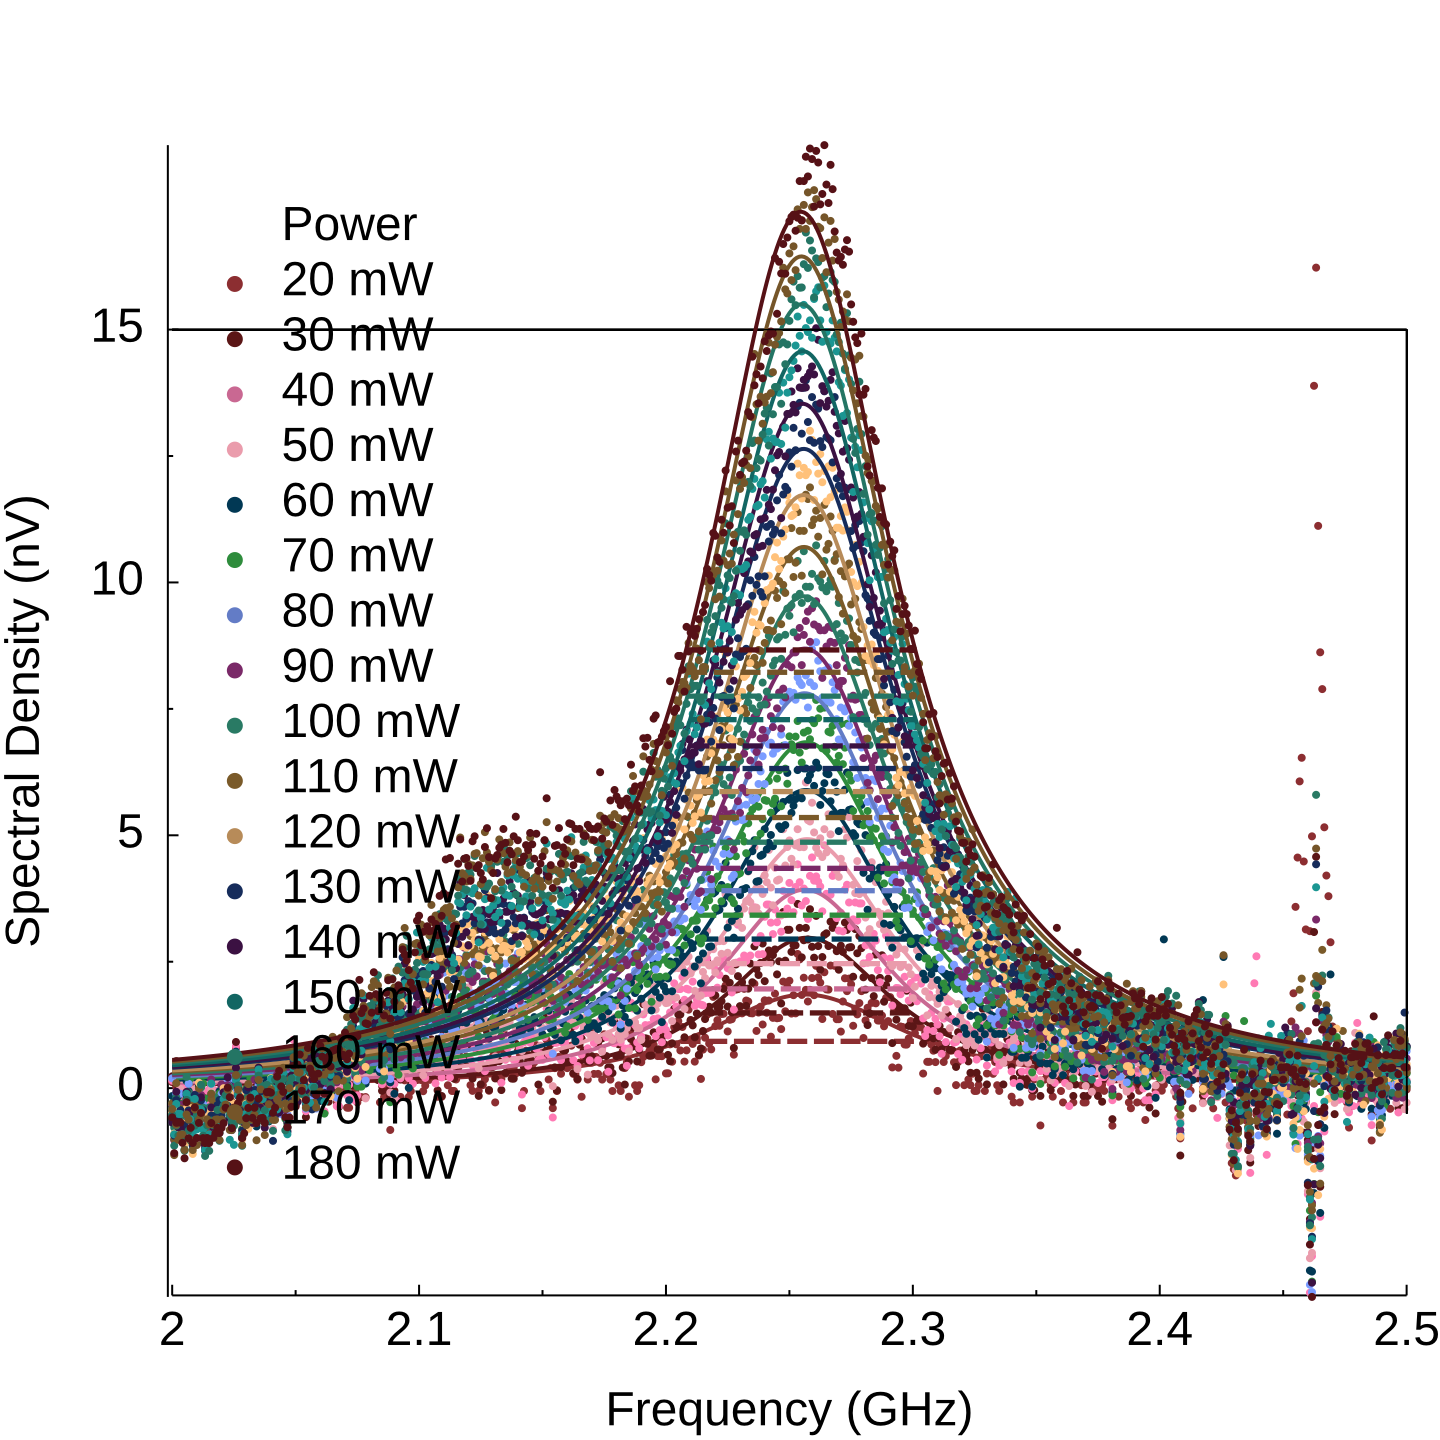 Power
20 mW
30 mW
40 mW
50 mW
60 mW
70 mW
80 mW
90 mW
100 mW
110 mW
120 mW
130 mW
140 mW
150 mW
160 mW
170 mW
180 mW
15
10
5
0
Spectral Density (nV)
2
2.1
2.2
2.3
2.4
2.5
Frequency (GHz)